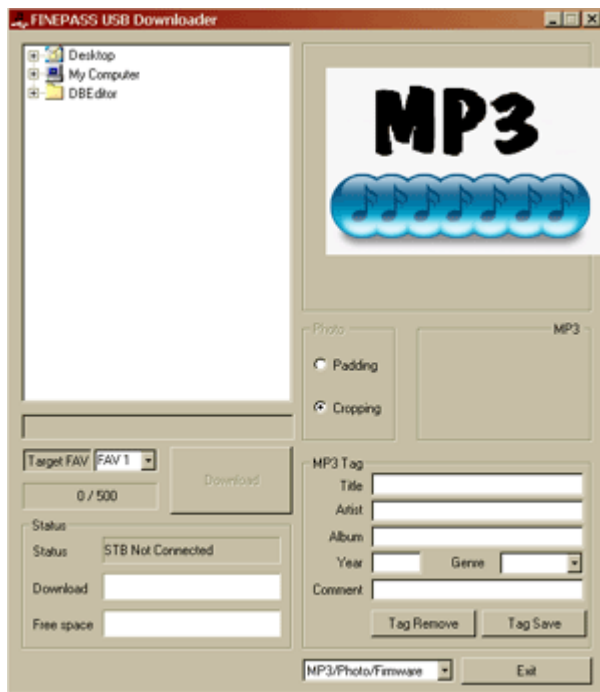 FINEPASS USB Downloader
Desktop
My Computer
DBEditor
MP3
Photo
MP3
Padding
Cropping
Target FAV FAV 1
Download
0 / 500
MP3 Tag
Title
Artist
Album
Year Genre
Comment
Tag Remove Tag Save
Status
Status STB Not Connected
Download
Free space
MP3/Photo/Firmware Exit